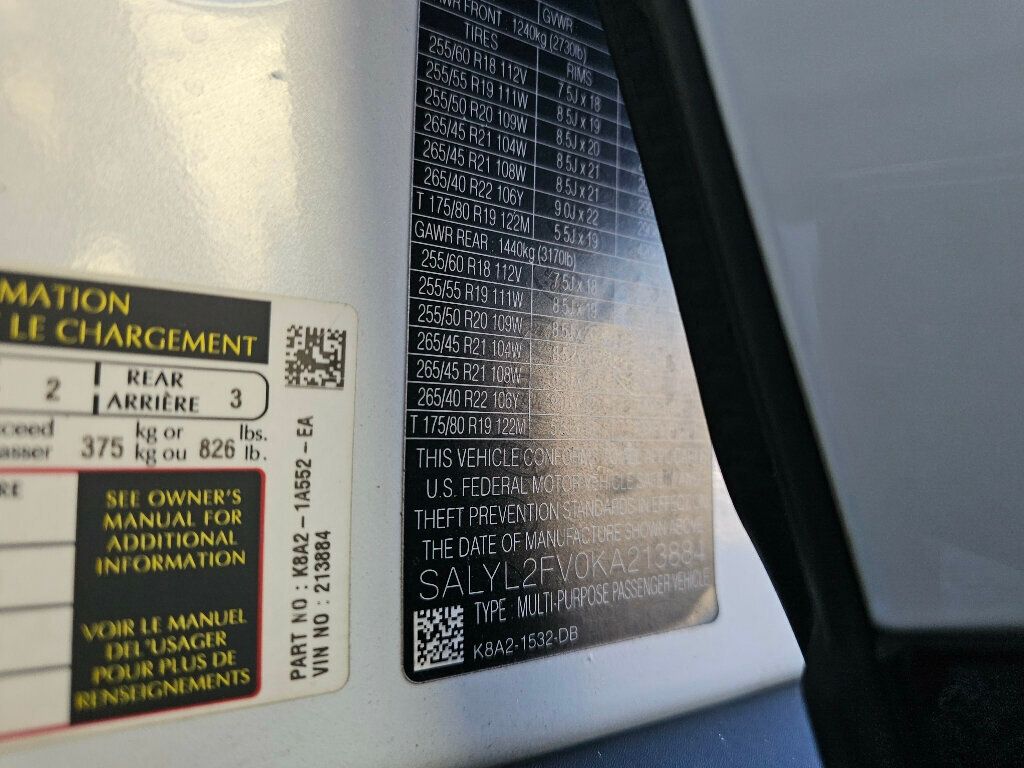 MATION
LE CHARGEMENT
2 REAR ARRIÈRE 3
kg or lbs.
375 kg ou 826 lb.
SEE OWNER'S
MANUAL FOR
ADDITIONAL
INFORMATION
VOIR LE MANUEL
DEL'USAGER
POUR PLUS DE
RENSEIGNEMENTS
PART NO : K8A2-1A552-EA
VIN NO : 213884
GVWR :
FRONT : 1240kg (2730lb)
TIRES RIMS
255/60 R18 112V 7.5J x 18
255/55 R19 111W 8.5J x 19
255/50 R20 109W 8.5J x 20
265/45 R21 104W 8.5J x 21
265/45 R21 108W 8.5J x 21
265/40 R22 106Y 9.0J x 22
T 175/80 R19 122M 5.5J x 19
GAWR REAR : 1440kg (3170lb)
255/60 R18 112V 7.5J x 18
255/55 R19 111W
255/50 R20 109W
265/45 R21 104W
265/45 R21 108W
265/40 R22 106Y
T 175/80 R19 122M
THIS VEHICLE
U.S. FEDERAL MOTOR VEHICLE
THEFT PREVENTION STANDARDS IN EFFECT
THE DATE OF MANUFACTURE SHOWN ABOVE
SALYL2FV0KA213884
TYPE : MULTI-PURPOSE PASSENGER VEHICLE
K8A2-1532-DB